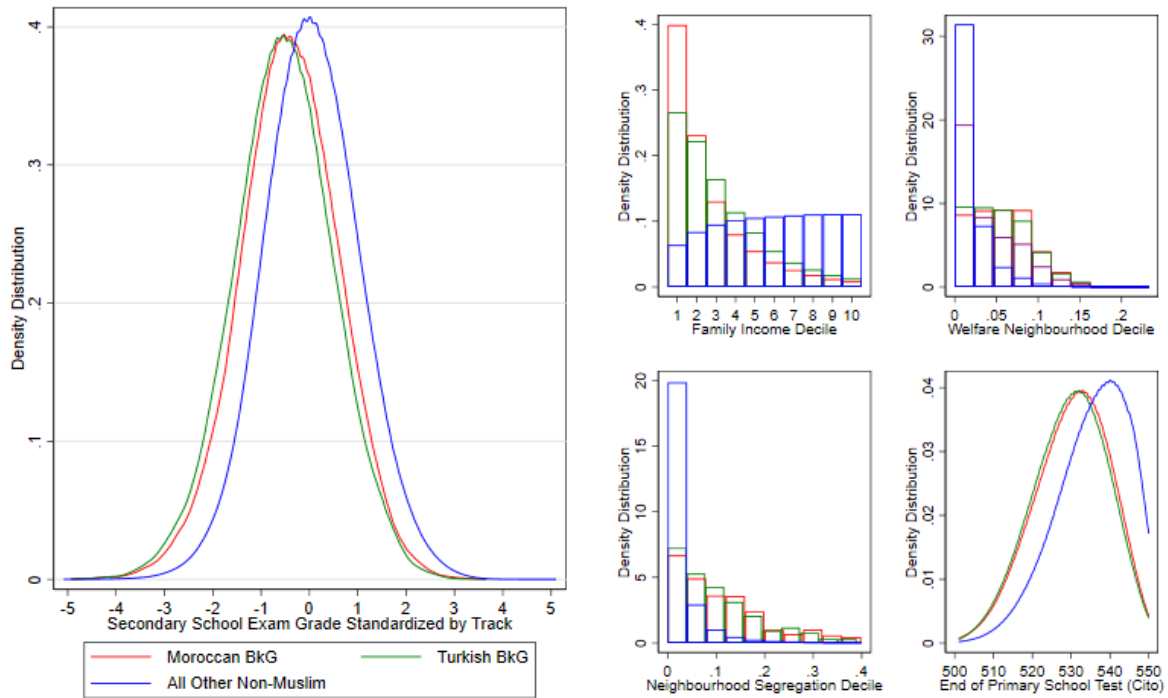 Density Distribution
0
.1
.2
.3
.4
-5 -4 -3 -2 -1 0 1 2 3 4 5
Secondary School Exam Grade Standardized by Track
Moroccan BkG
Turkish BkG
All Other Non-Muslim
Density Distribution
0
.1
.2
.3
.4
1 2 3 4 5 6 7 8 9 10
Family Income Decile
Density Distribution
0
10
20
30
0 .05 .1 .15 .2
Welfare Neighbourhood Decile
Density Distribution
0
5
10
15
20
0 .1 .2 .3 .4
Neighbourhood Segregation Decile
Density Distribution
0
.01
.02
.03
.04
500 510 520 530 540 550
End of Primary School Test (Cito)